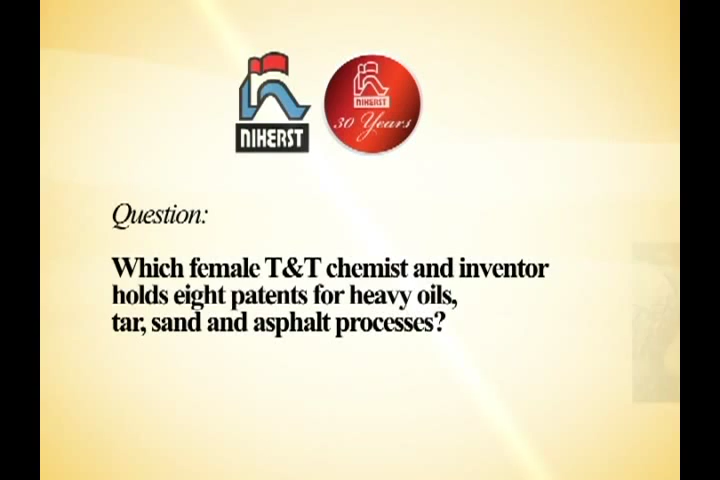 NIHERST
NIHERST
30 Years
Question:
Which female T&T chemist and inventor
holds eight patents for heavy oils,
tar, sand and asphalt processes?